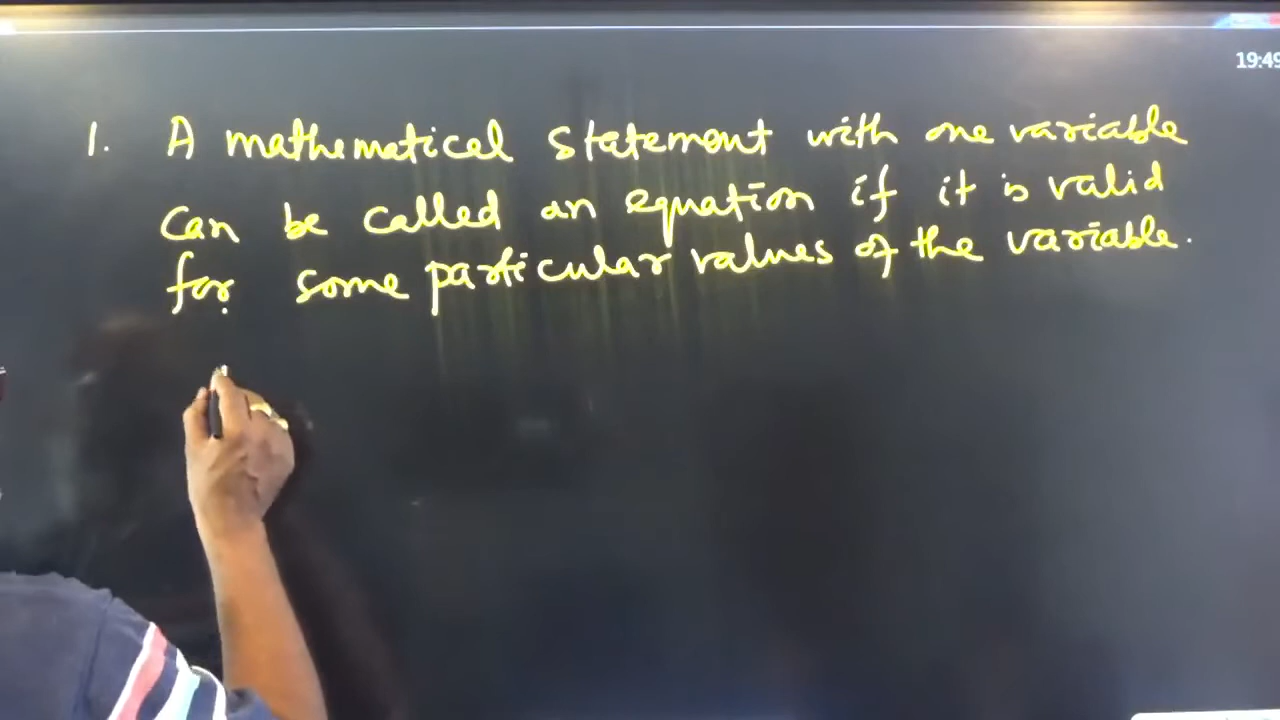 19:49
1. A mathematical statement with one variable
can be called an equation if it is valid
for some particular values of the variable.